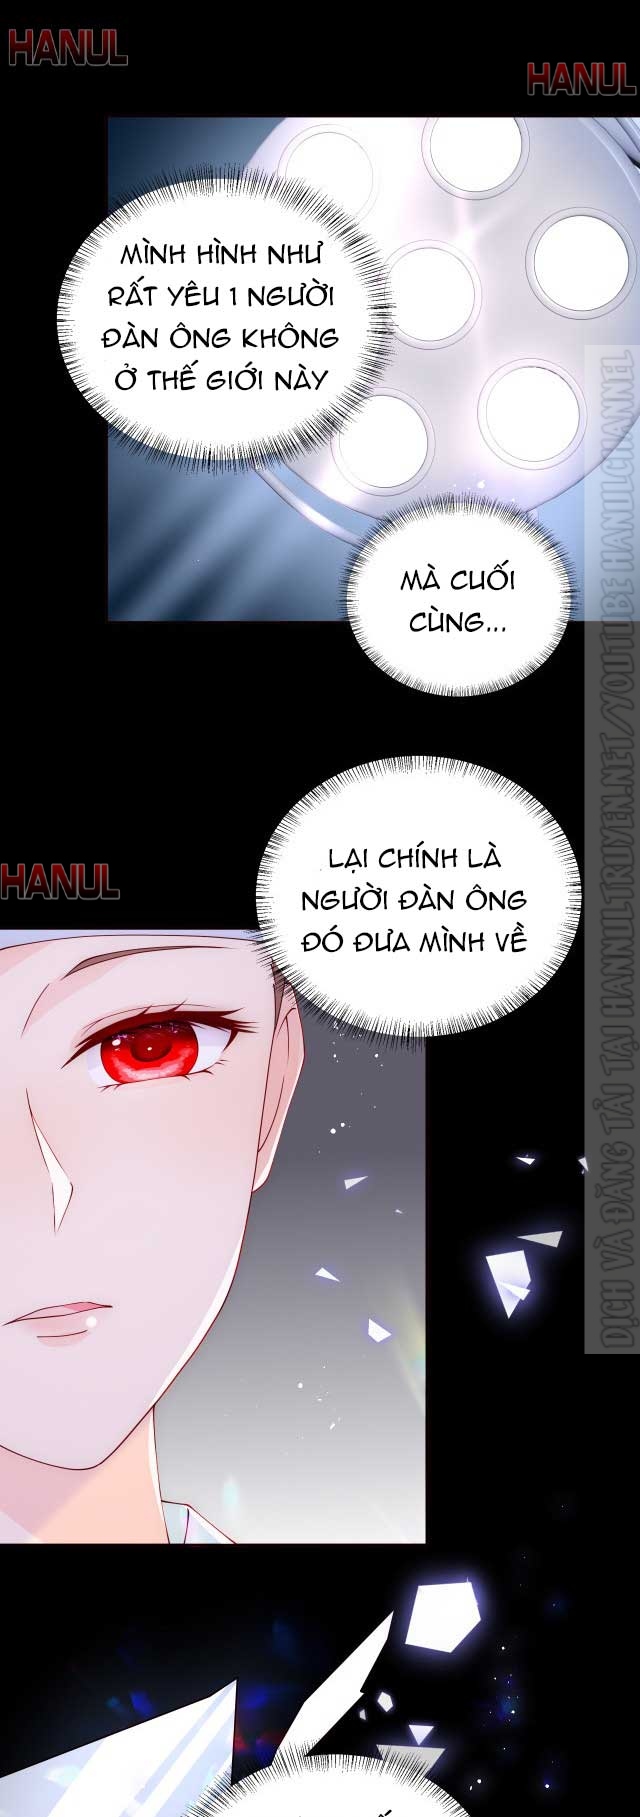 HANUL
HANUL
MÌNH HÌNH NHƯ
RẤT YÊU 1 NGƯỜI
ĐÀN ÔNG KHÔNG
Ở THẾ GIỚI NÀY
MÀ CUỐI
CÙNG...
LẠI CHÍNH LÀ
NGƯỜI ĐÀN ÔNG
ĐÓ ĐƯA MÌNH VỀ
HANUL
DỊCH VÀ ĐĂNG TẢI TẠI HANULTRUYEN.NET/YOUTUBE HANULCHANNEL